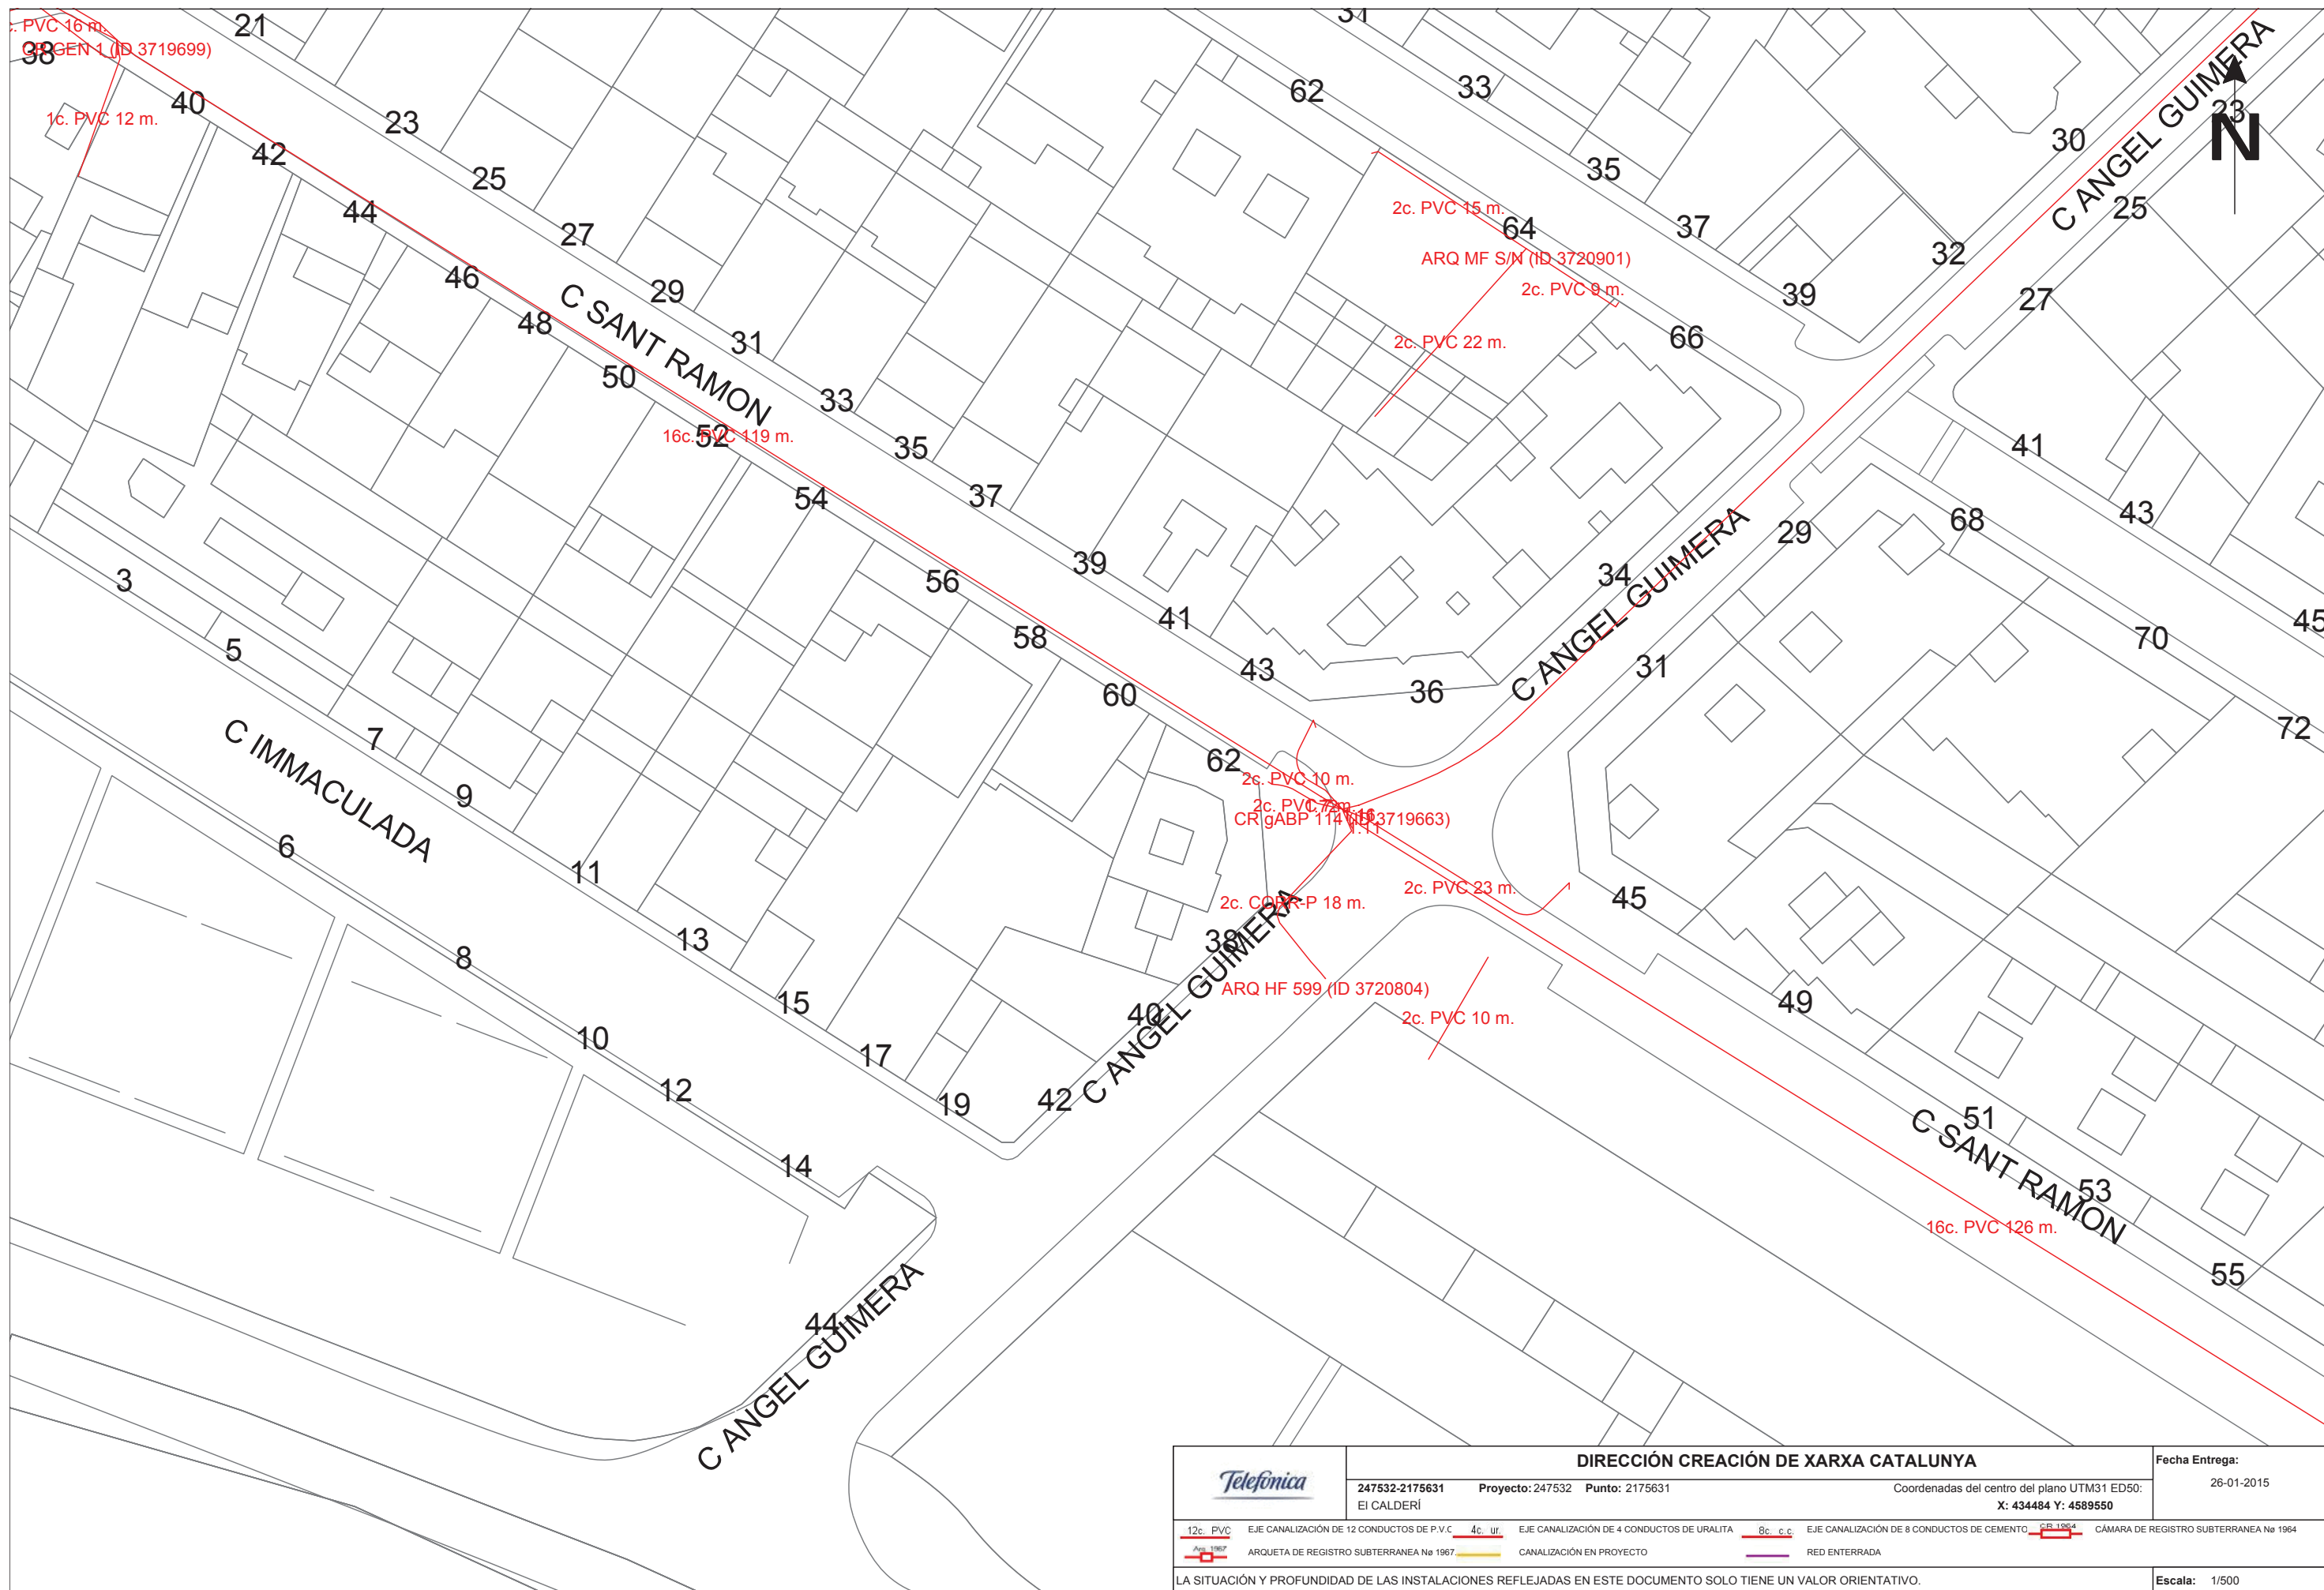 PVC 16 m.
38
CR GEN 1 (ID 3719699)
21
1c. PVC 12 m.
40
42
44
46
48
50
52
54
56
58
60
62
23
25
27
29
31
33
35
37
39
41
43
C SANT RAMON
16c. PVC 119 m.
31
33
35
37
39
62
64
66
2c. PVC 15 m.
ARQ MF S/N (ID 3720901)
2c. PVC 9 m.
2c. PVC 22 m.
C ANGEL GUIMERA
23
N
30
25
32
27
41
43
45
29
68
70
72
34
C ANGEL GUIMERA
31
36
3
5
7
9
11
13
15
17
19
C IMMACULADA
6
8
10
12
14
2c. PVC 10 m.
CR gABP 114 (ID 3719663)
1.11
2c. PVC 23 m.
2c. CORR-P 18 m.
45
38
ARQ HF 599 (ID 3720804)
2c. PVC 10 m.
40
42
C ANGEL GUIMERA
49
51
53
55
C SANT RAMON
16c. PVC 126 m.
44
C ANGEL GUIMERA
Telefónica
DIRECCIÓN CREACIÓN DE XARXA CATALUNYA
Fecha Entrega:
26-01-2015
247532-2175631 Proyecto: 247532 Punto: 2175631 Coordenadas del centro del plano UTM31 ED50:
El CALDERÍ X: 434484 Y: 4589550
12c. PVC EJE CANALIZACIÓN DE 12 CONDUCTOS DE P.V.C 4c. ur. EJE CANALIZACIÓN DE 4 CONDUCTOS DE URALITA 8c. c.c. EJE CANALIZACIÓN DE 8 CONDUCTOS DE CEMENTO CR 1964 CÁMARA DE REGISTRO SUBTERRANEA Nø 1964
Arq. 1967 ARQUETA DE REGISTRO SUBTERRANEA Nø 1967 CANALIZACIÓN EN PROYECTO RED ENTERRADA
LA SITUACIÓN Y PROFUNDIDAD DE LAS INSTALACIONES REFLEJADAS EN ESTE DOCUMENTO SOLO TIENE UN VALOR ORIENTATIVO.
Escala: 1/500